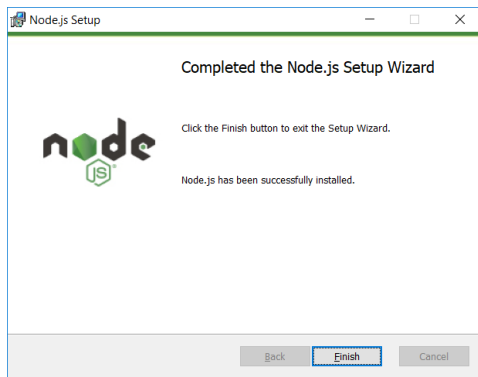 Node.js Setup
Completed the Node.js Setup Wizard
node
JS
Click the Finish button to exit the Setup Wizard.
Node.js has been successfully installed.
Back
Finish
Cancel